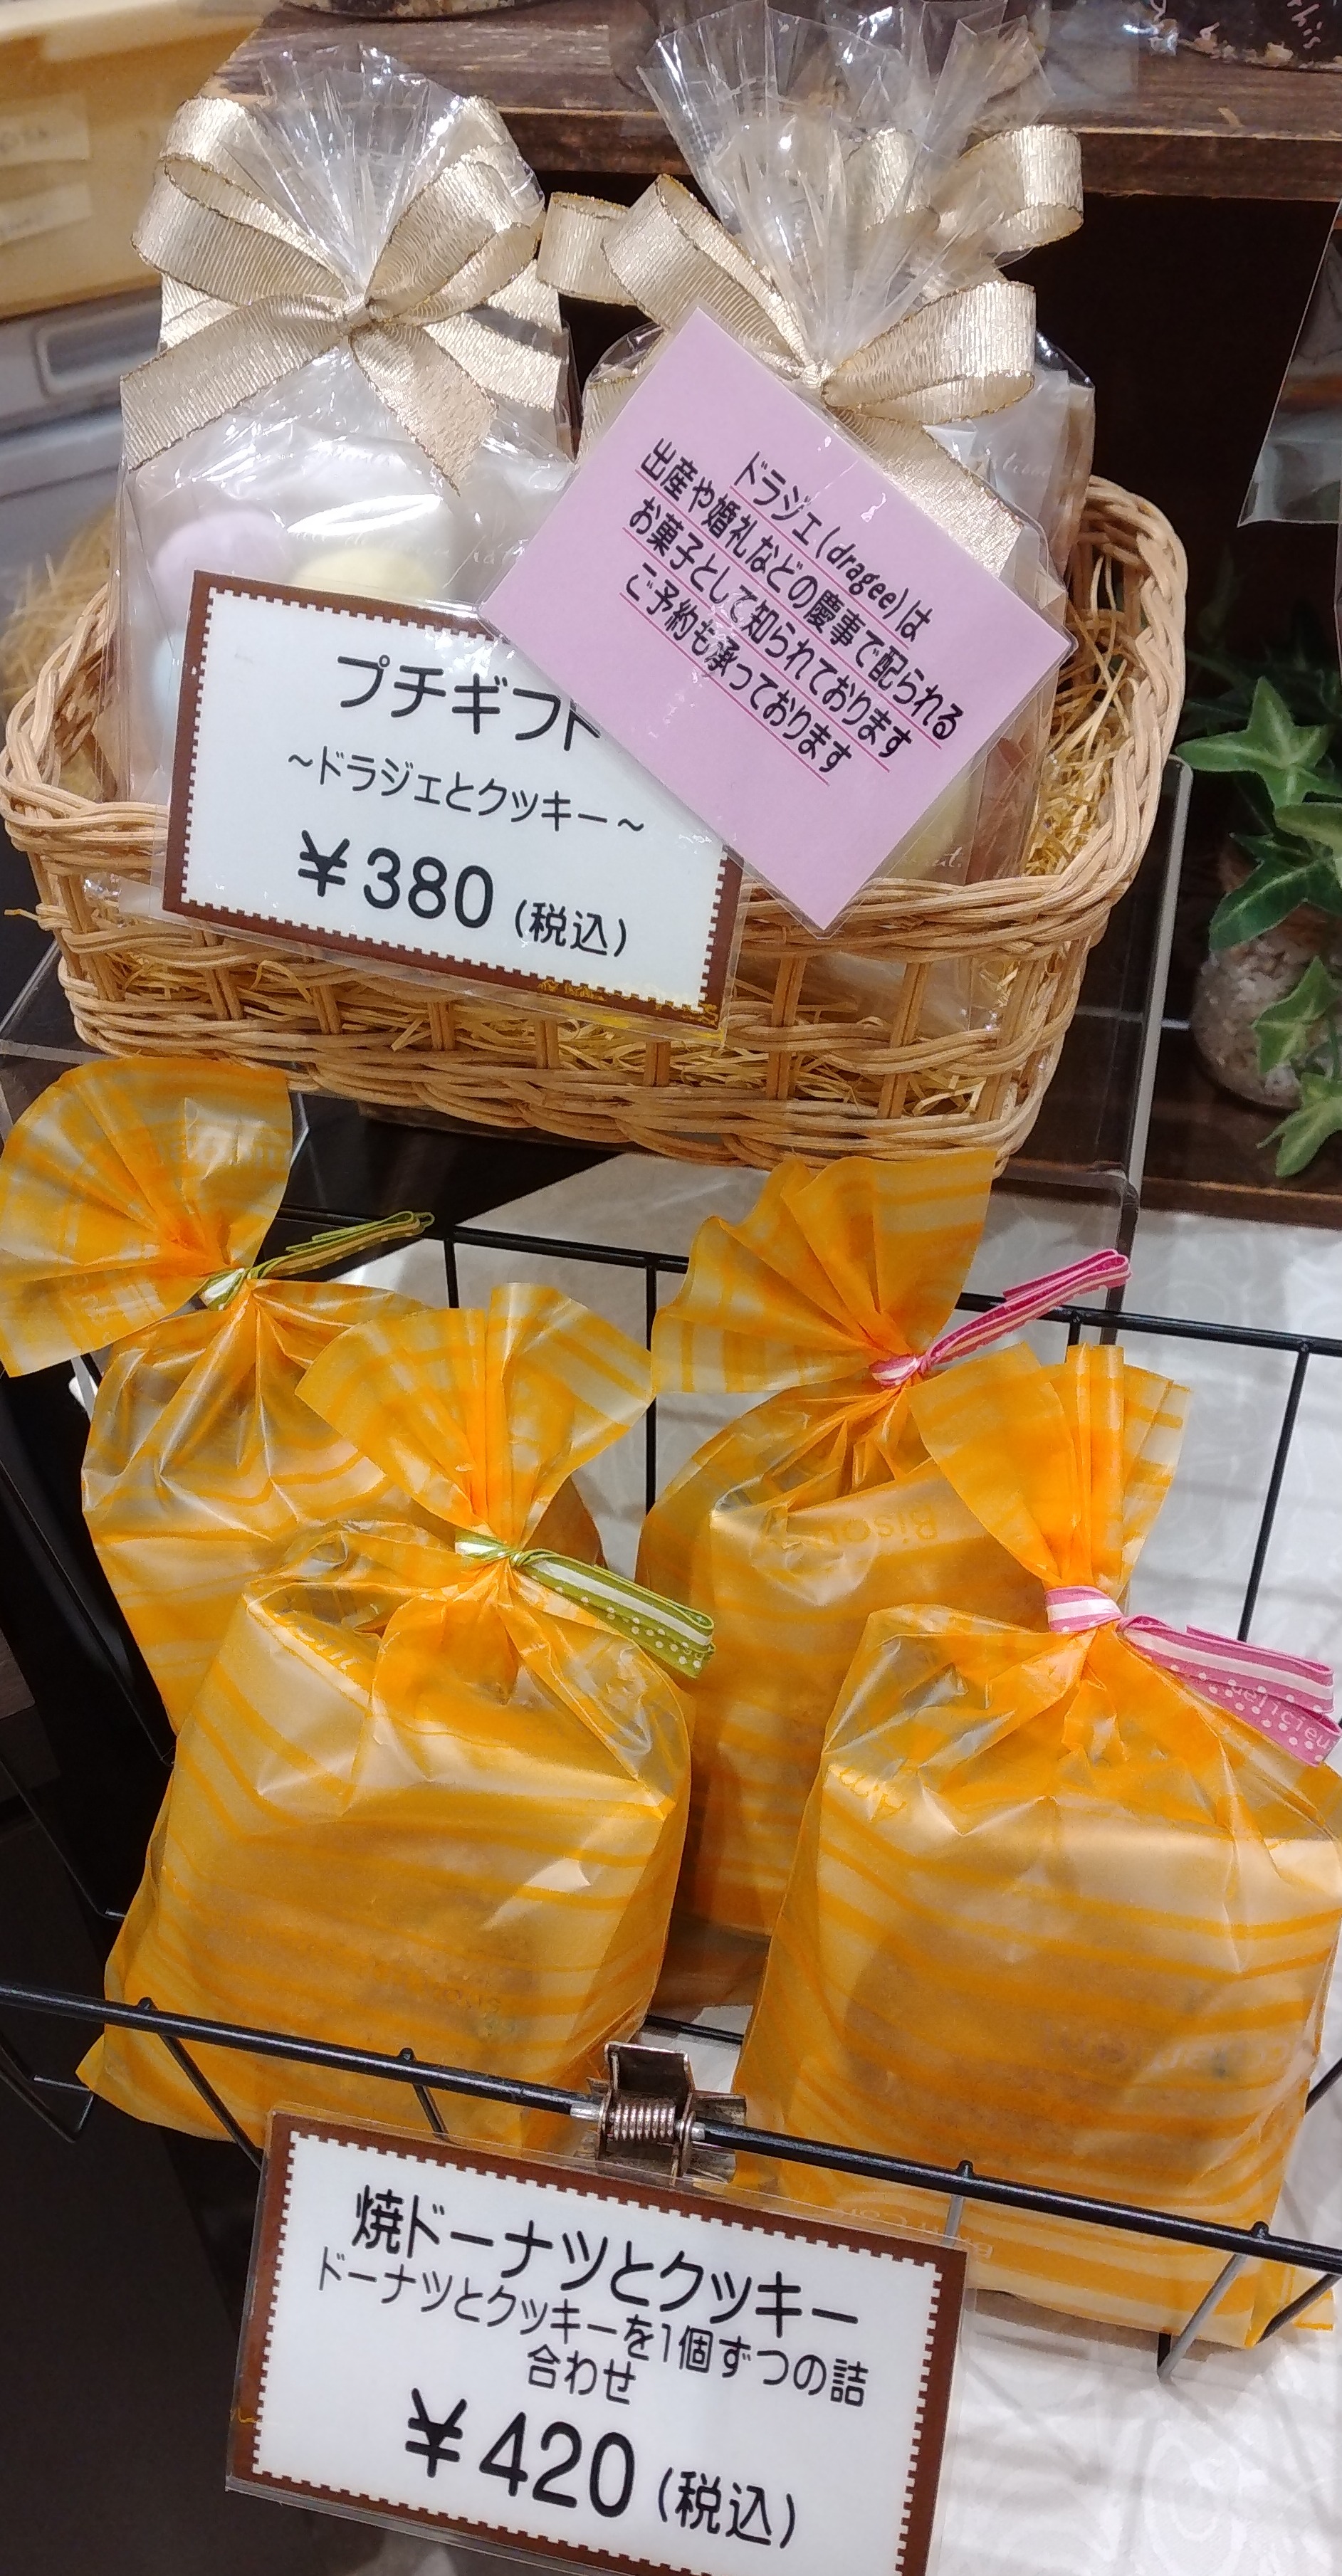 ドラジェ(dragee)は
出産や婚礼などの慶事で配られる
お菓子として知られております
ご予約も承っております
プチギフト
～ドラジェとクッキー～
￥380 (税込)
焼ドーナツとクッキー
ドーナツとクッキーを1個ずつの詰
合わせ
￥420 (税込)